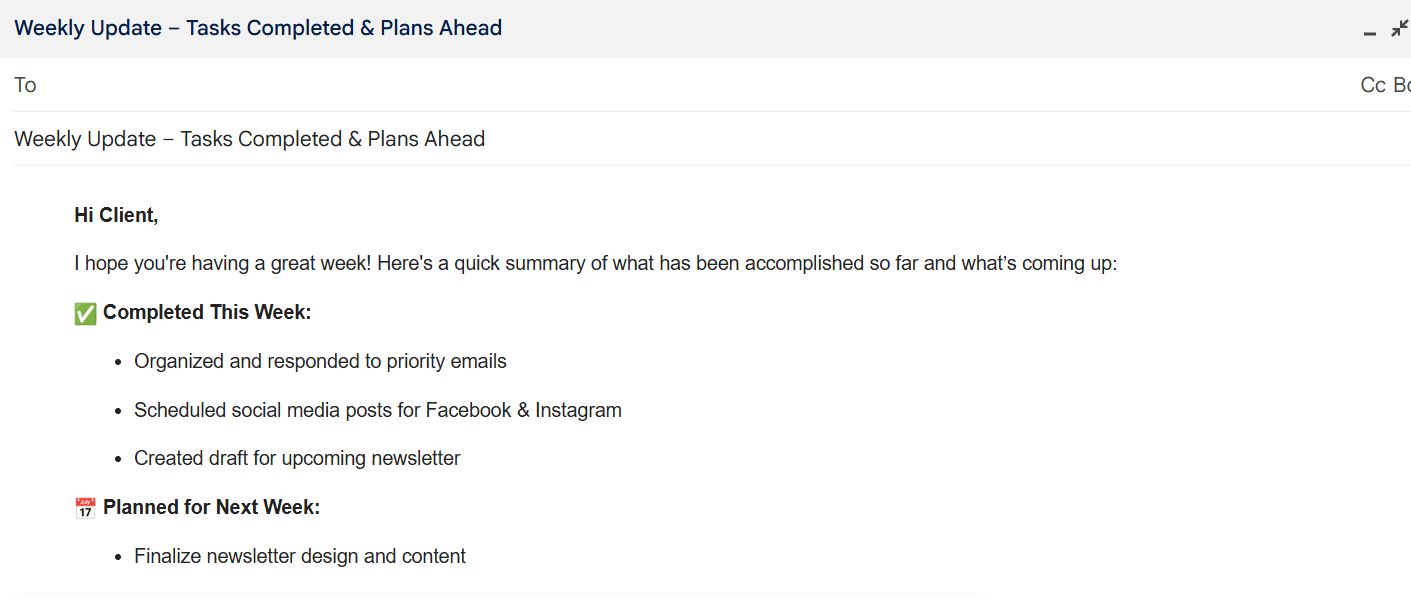 Weekly Update – Tasks Completed & Plans Ahead
To
Cc
Weekly Update – Tasks Completed & Plans Ahead
Hi Client,
I hope you're having a great week! Here's a quick summary of what has been accomplished so far and what’s coming up:
✅ Completed This Week:
• Organized and responded to priority emails
• Scheduled social media posts for Facebook & Instagram
• Created draft for upcoming newsletter
📅 Planned for Next Week:
• Finalize newsletter design and content